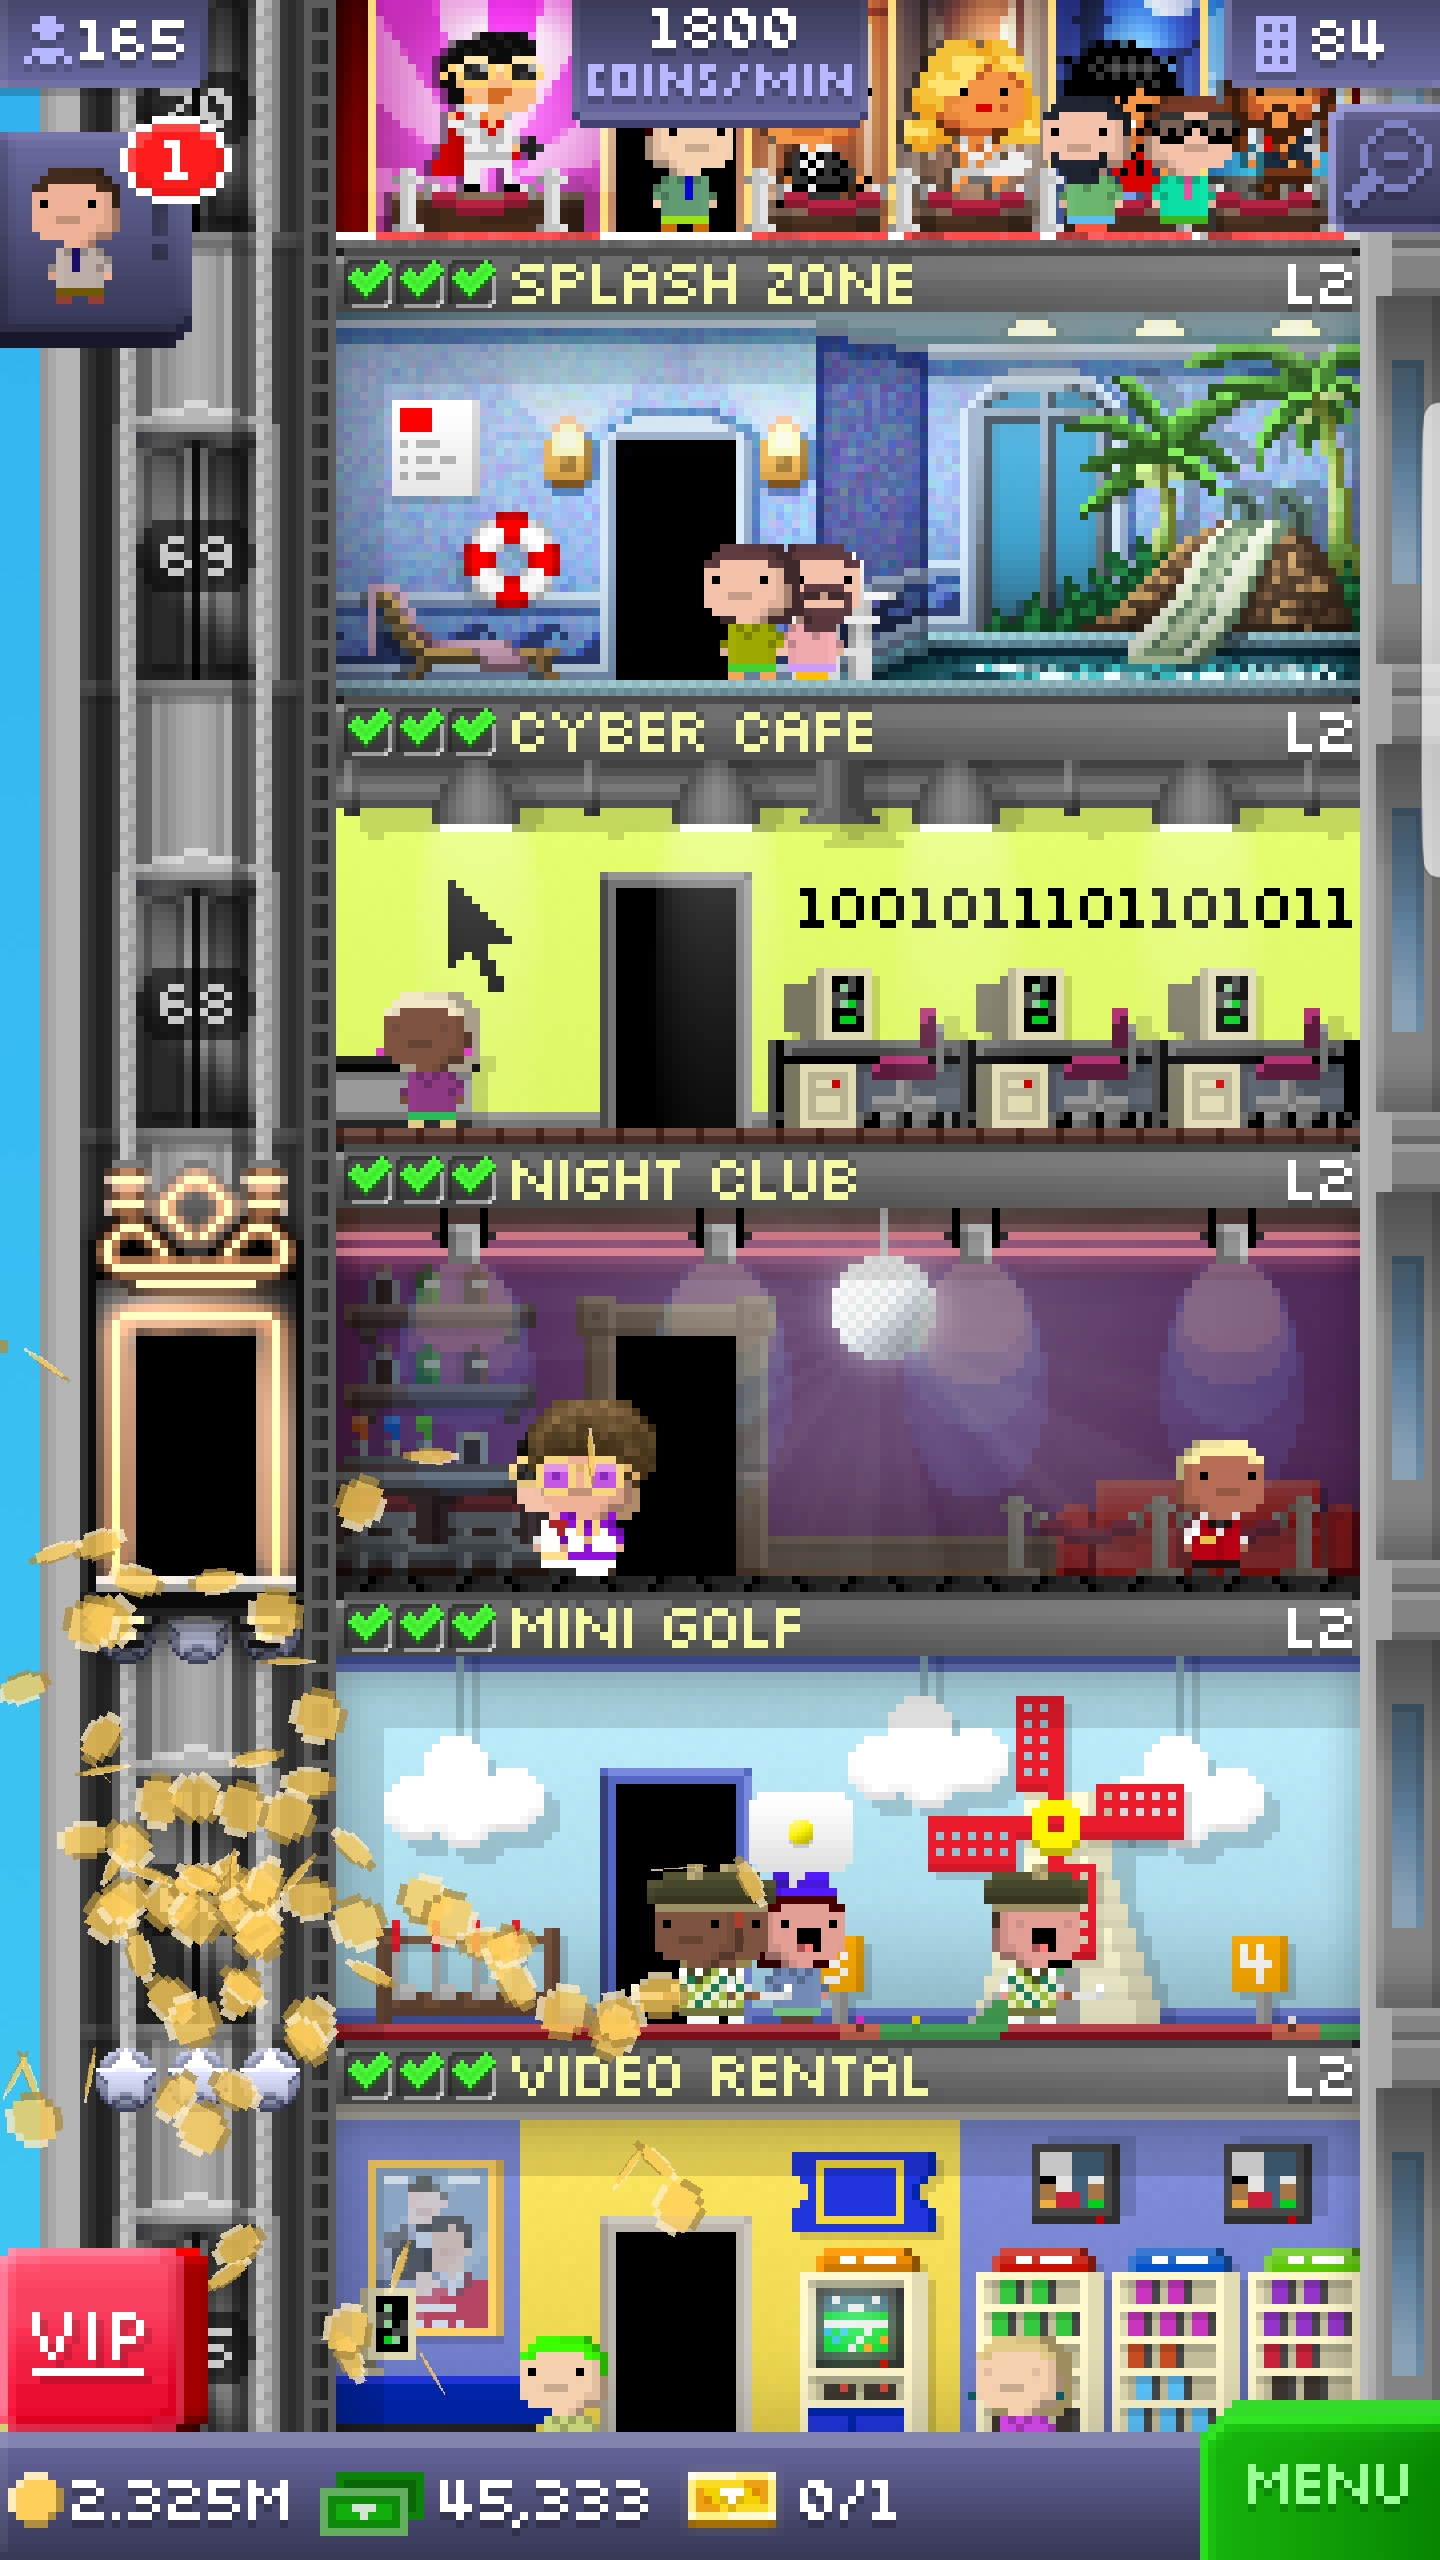 165
1800
COINS/MIN
84
1
SPLASH ZONE
L2
69
CYBER CAFE
L2
1001011101101011
68
NIGHT CLUB
L2
MINI GOLF
L2
4
VIDEO RENTAL
L2
VIP
2.325M
45,333
0/1
MENU